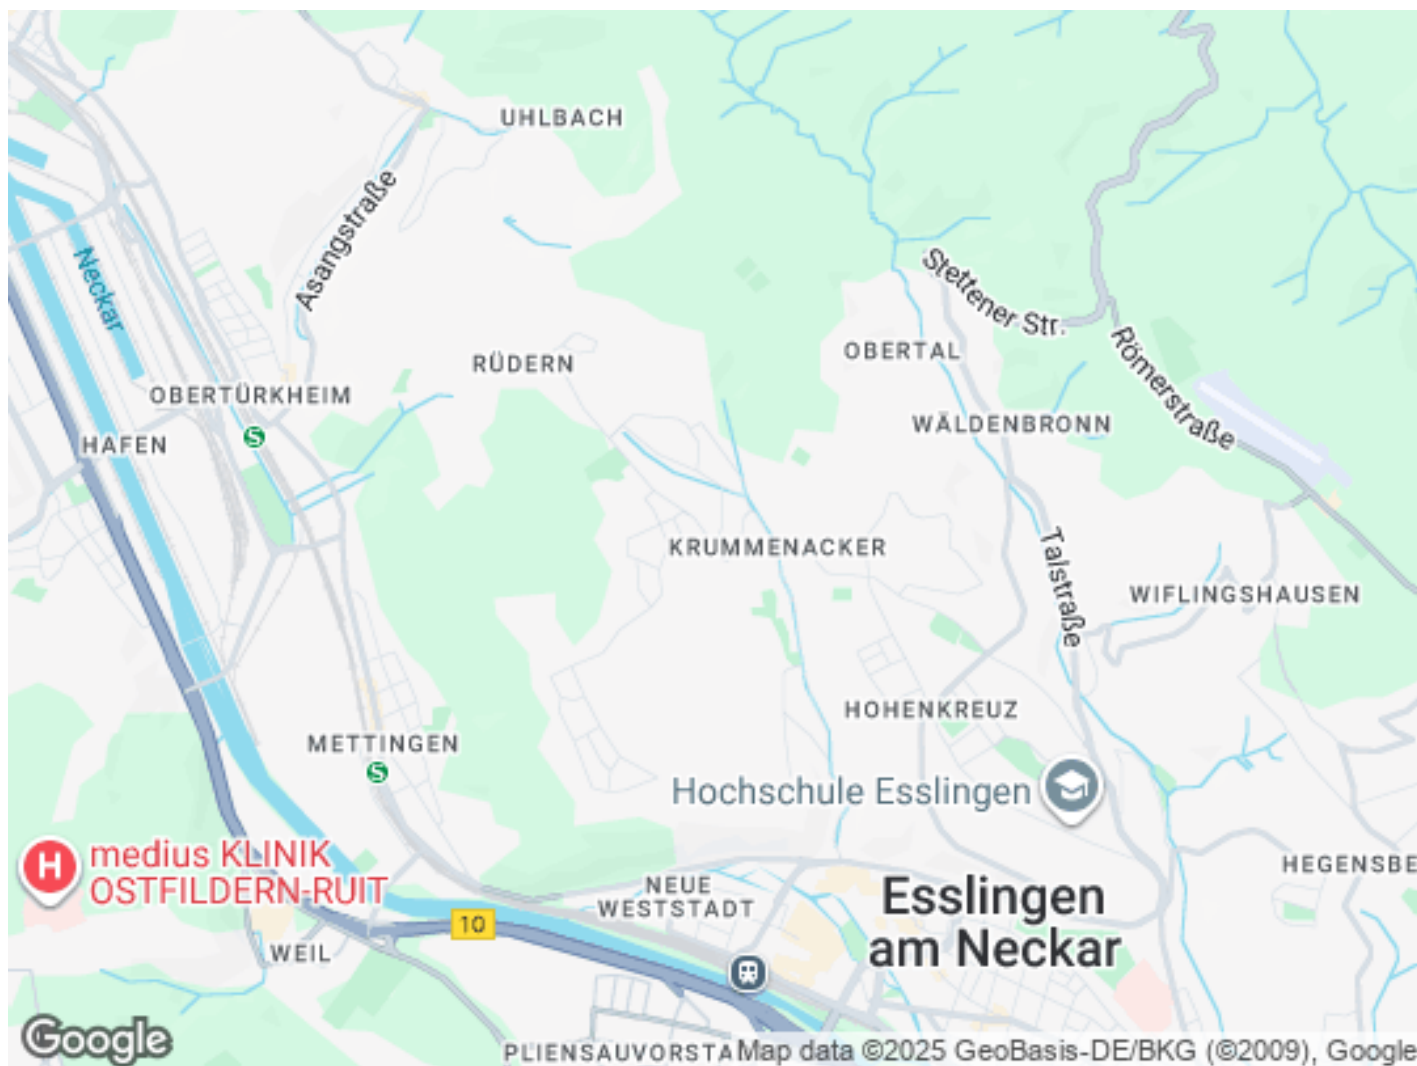 UHLBACH
Asangstraße
Neckar
Stettener Str.
Römerstraße
RÜDERN
OBERTAL
OBERTÜRKHEIM
S
WÄLDENBRONN
HAFEN
KRUMMENACKER
Talstraße
WIFLINGSHAUSEN
HOHENKREUZ
METTINGEN
S
Hochschule Esslingen
H
medius KLINIK
OSTFILDERN-RUIT
HEGENSBE
NEUE
WESTSTADT
Esslingen
am Neckar
10
WEIL
Google
PLIENSAUVORSTA
Map data ©2025 GeoBasis-DE/BKG (©2009), Google